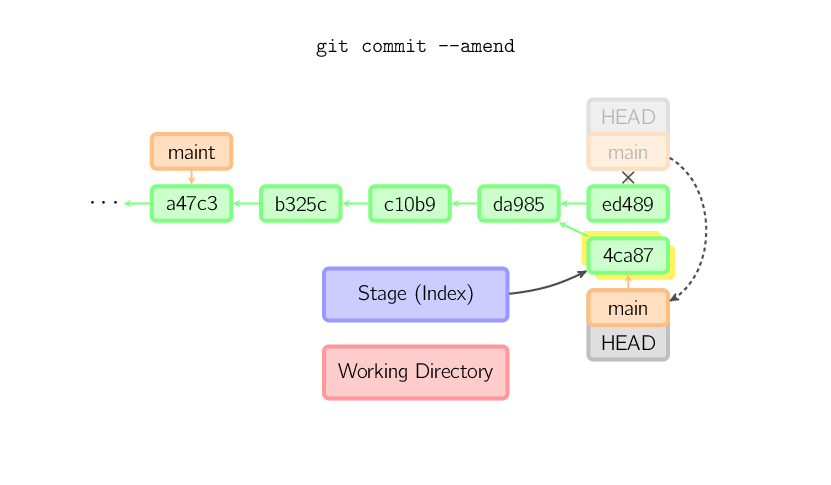 git commit --amend
HEAD
maint
main
··· a47c3 b325c c10b9 da985 ed489
4ca87
Stage (Index)
main
HEAD
Working Directory